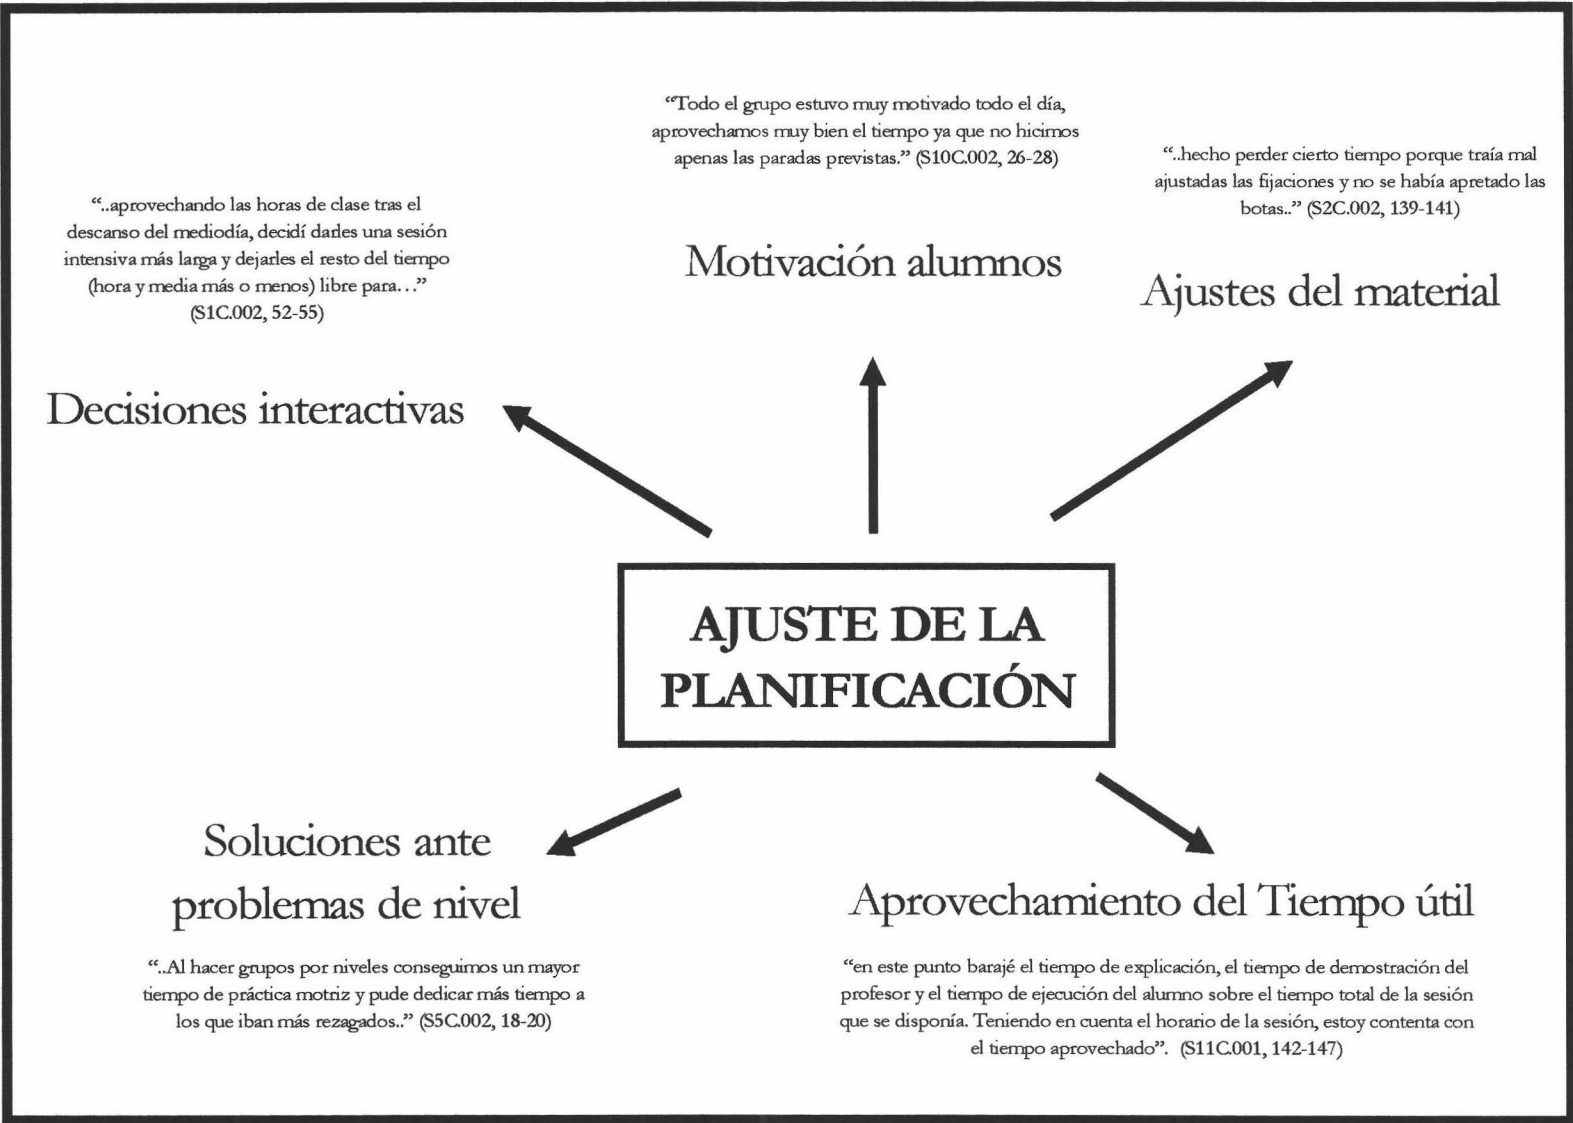 “Todo el grupo estuvo muy motivado todo el día,
aprovechamos muy bien el tiempo ya que no hicimos
apenas las paradas previstas.” (S10C.002, 26-28)
“..hecho perder cierto tiempo porque traía mal
ajustadas las fijaciones y no se había apretado las
botas..” (S2C.002, 139-141)
“..aprovechando las horas de clase tras el
descanso del mediodía, decidí darles una sesión
intensiva más larga y dejarles el resto del tiempo
(hora y media más o menos) libre para…”
(S1C.002, 52-55)
Motivación alumnos
Ajustes del material
Decisiones interactivas
AJUSTE DE LA
PLANIFICACIÓN
Soluciones ante
problemas de nivel
“..Al hacer grupos por niveles conseguimos un mayor
tiempo de práctica motriz y pude dedicar más tiempo a
los que iban más rezagados..” (S5C.002, 18-20)
Aprovechamiento del Tiempo útil
“en este punto barajé el tiempo de explicación, el tiempo de demostración del
profesor y el tiempo de ejecución del alumno sobre el tiempo total de la sesión
que se disponía. Teniendo en cuenta el horario de la sesión, estoy contenta con
el tiempo aprovechado”. (S11C.001, 142-147)